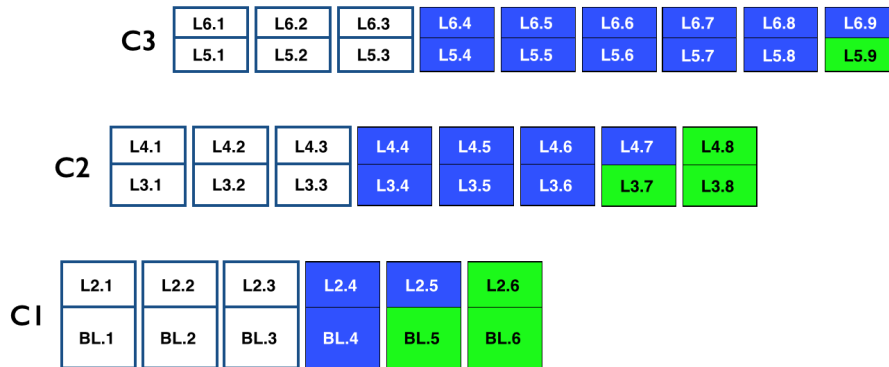 C3
L6.1 L6.2 L6.3 L6.4 L6.5 L6.6 L6.7 L6.8 L6.9
L5.1 L5.2 L5.3 L5.4 L5.5 L5.6 L5.7 L5.8 L5.9
C2
L4.1 L4.2 L4.3 L4.4 L4.5 L4.6 L4.7 L4.8
L3.1 L3.2 L3.3 L3.4 L3.5 L3.6 L3.7 L3.8
C1
L2.1 L2.2 L2.3 L2.4 L2.5 L2.6
BL.1 BL.2 BL.3 BL.4 BL.5 BL.6